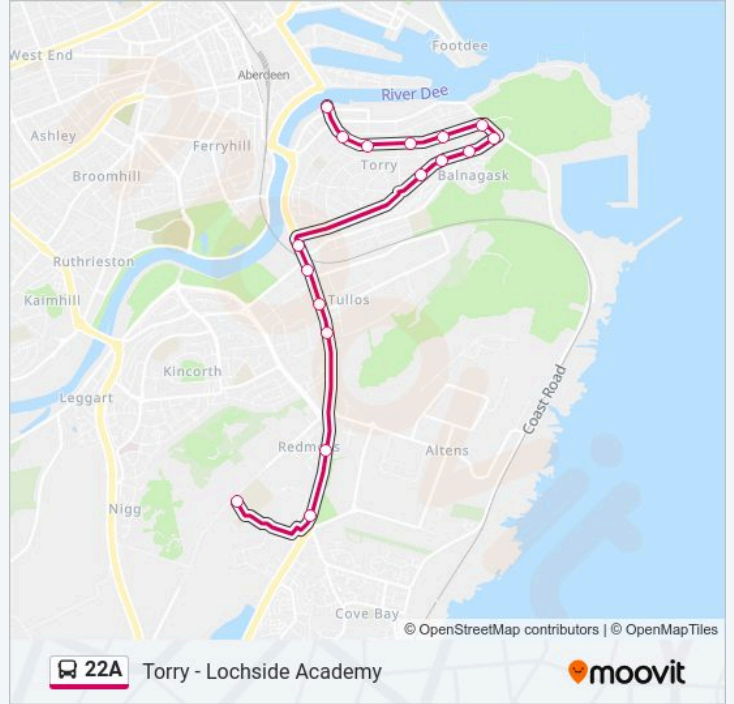 Footdee
West End
Aberdeen
River Dee
Ashley
Ferryhill
Torry
Broomhill
Balnagask
Ruthrieston
Kaimhill
Tullos
Kincorth
Leggart
Coast Road
Altens
Nigg
Cove Bay
© OpenStreetMap contributors | © OpenMapTiles
22A Torry - Lochside Academy
moovit